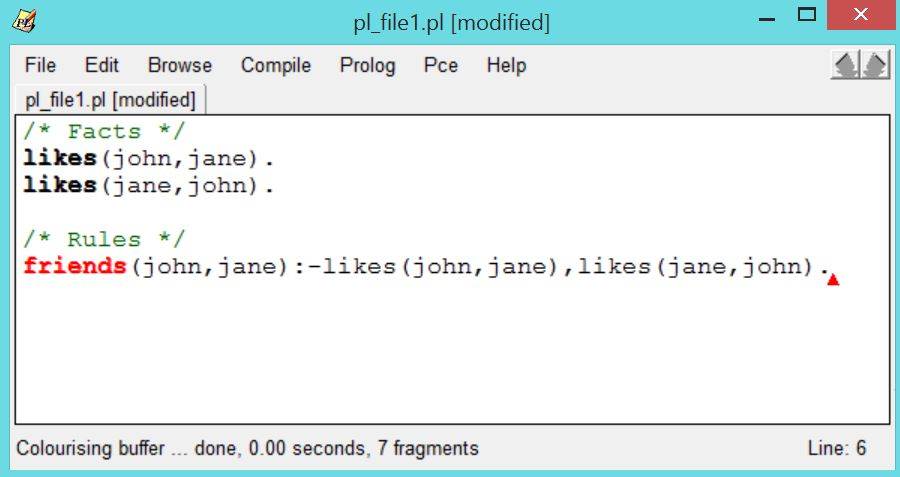 pl_file1.pl [modified]
File Edit Browse Compile Prolog Pce Help
pl_file1.pl [modified]
/* Facts */
likes(john,jane).
likes(jane,john).
/* Rules */
friends(john,jane):-likes(john,jane),likes(jane,john).
Colourising buffer ... done, 0.00 seconds, 7 fragments Line: 6